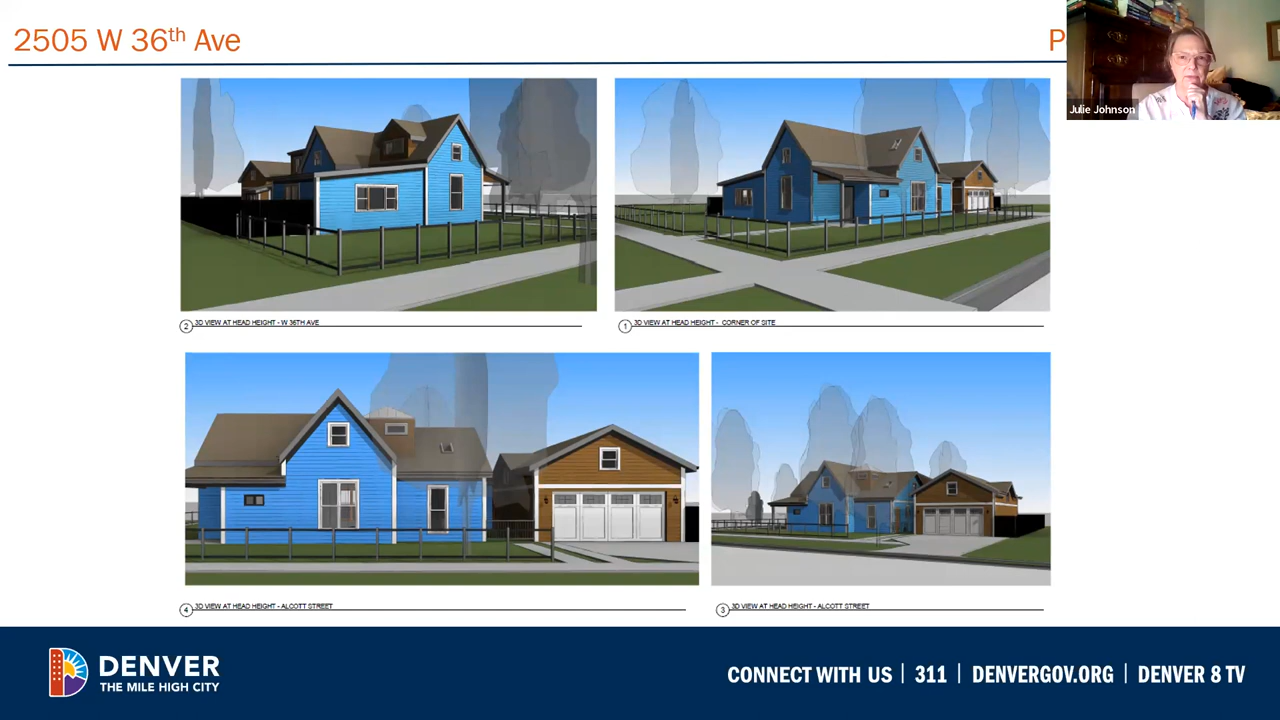 2505 W 36th Ave
P
Julie Johnson
2 3D VIEW AT HEAD HEIGHT - W 36TH AVE
1 3D VIEW AT HEAD HEIGHT - CORNER OF SITE
4 3D VIEW AT HEAD HEIGHT - ALCOTT STREET
3 3D VIEW AT HEAD HEIGHT - ALCOTT STREET
DENVER
THE MILE HIGH CITY
CONNECT WITH US | 311 | DENVERGOV.ORG | DENVER 8 TV